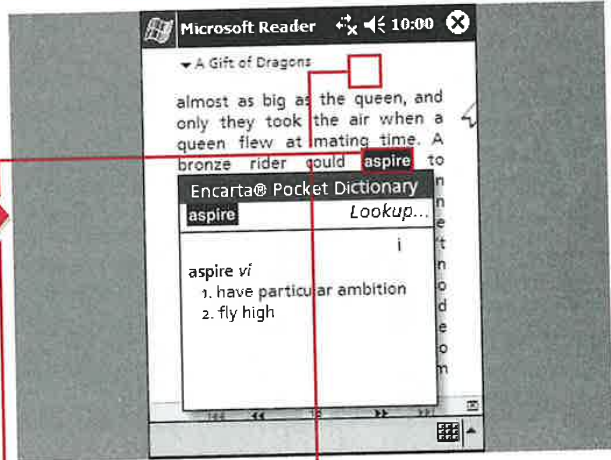 Microsoft Reader 10:00
A Gift of Dragons
almost as big as the queen, and
only they took the air when a
queen flew at mating time. A
bronze rider could aspire to
Encarta® Pocket Dictionary
aspire Lookup...
i
aspire vi
1. have particular ambition
2. fly high